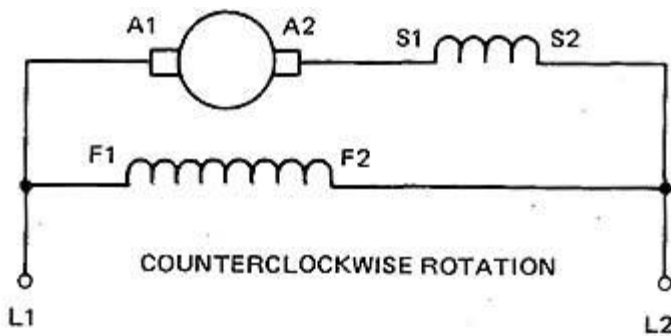 A1 A2 S1 S2
F1 F2
COUNTERCLOCKWISE ROTATION
L1 L2